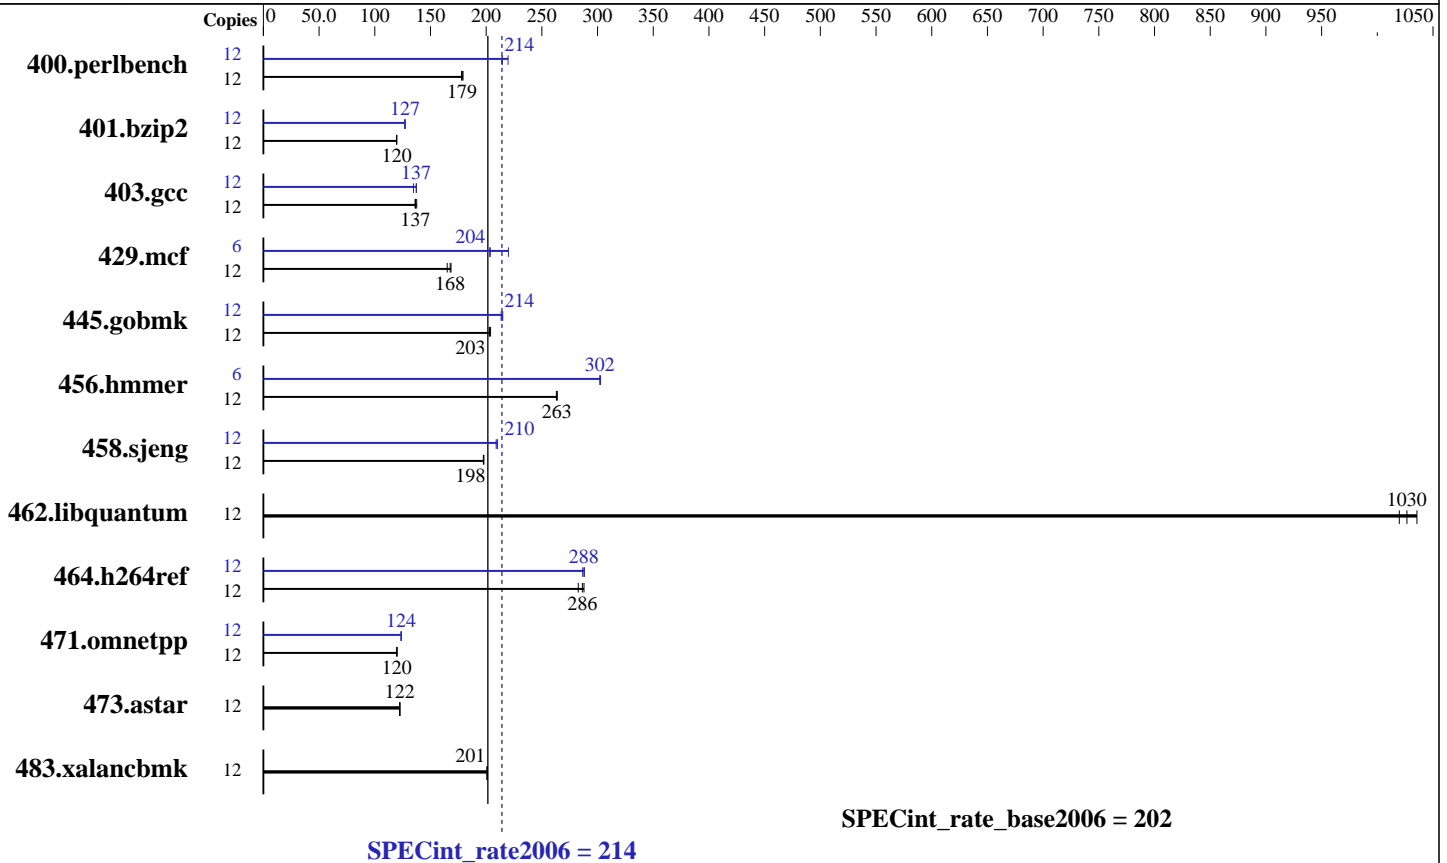 Copies 0 50.0 100 150 200 250 300 350 400 450 500 550 600 650 700 750 800 850 900 950 1050
400.perlbench 12 214
12 179
401.bzip2 12 127
12 120
403.gcc 12 137
12 137
429.mcf 6 204
12 168
445.gobmk 12 214
12 203
456.hmmer 6 302
12 263
458.sjeng 12 210
12 198
462.libquantum 12 1030
464.h264ref 12 288
12 286
471.omnetpp 12 124
12 120
473.astar 12 122
483.xalancbmk 12 201
SPECint_rate_base2006 = 202
SPECint_rate2006 = 214